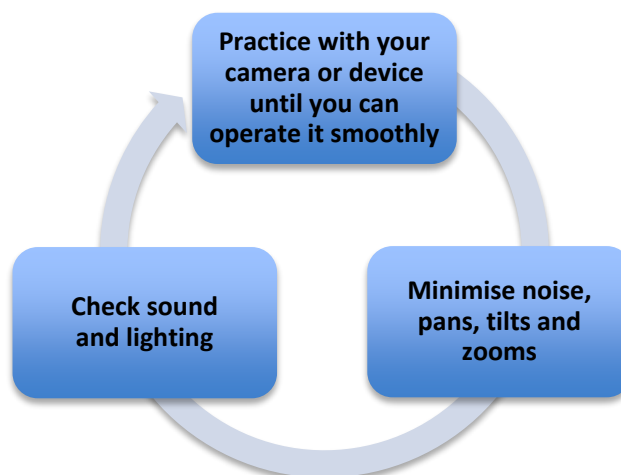 Practice with your
camera or device
until you can
operate it smoothly
Minimise noise,
pans, tilts and
zooms
Check sound
and lighting